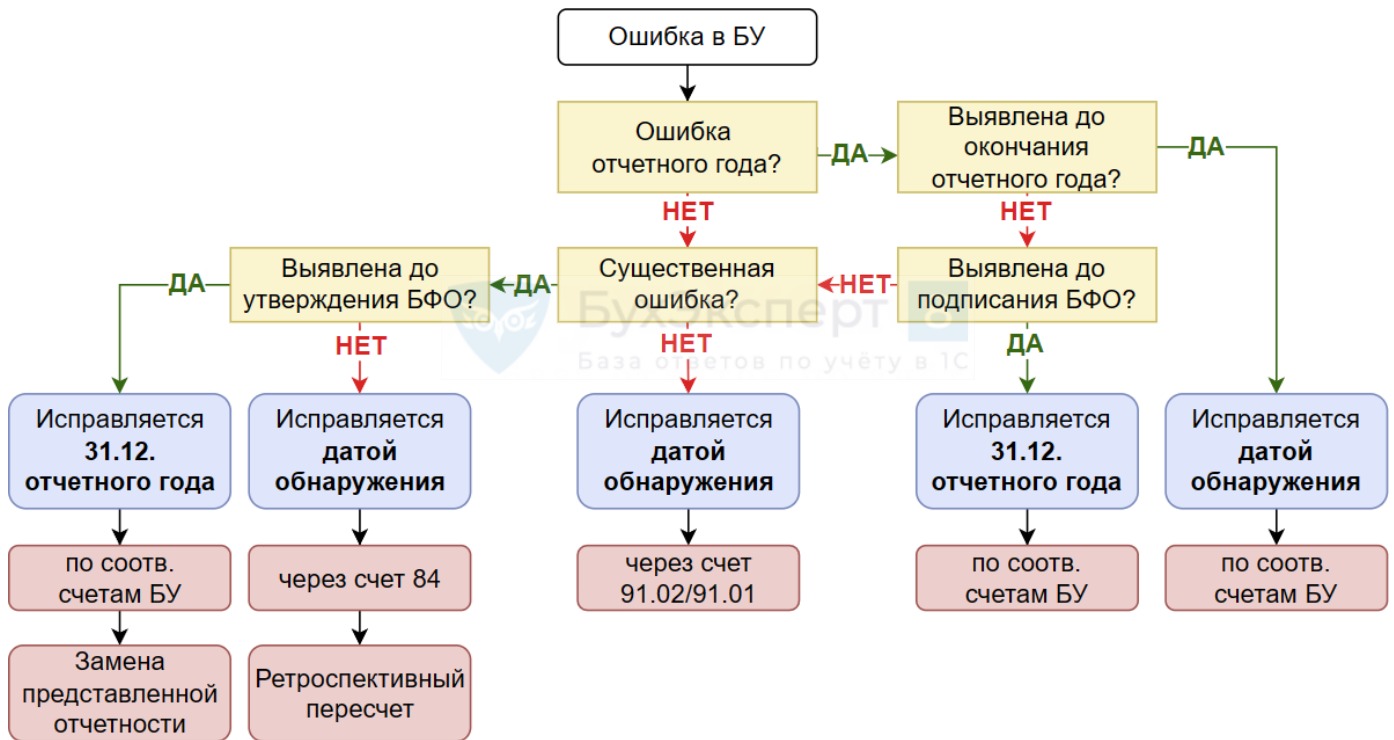 Ошибка в БУ
Ошибка
отчетного года?
ДА
Выявлена до
окончания
отчетного года?
ДА
НЕТ
НЕТ
ДА
Выявлена до
утверждения БФО?
ДА
Существенная
ошибка?
НЕТ
Выявлена до
подписания БФО?
БухЭксперт 8
База ответов по учёту в 1С
НЕТ
НЕТ
ДА
Исправляется
31.12.
отчетного года
Исправляется
датой
обнаружения
Исправляется
датой
обнаружения
Исправляется
31.12.
отчетного года
Исправляется
датой
обнаружения
по соотв.
счетам БУ
через счет 84
через счет
91.02/91.01
по соотв.
счетам БУ
по соотв.
счетам БУ
Замена
представленной
отчетности
Ретроспективный
пересчет